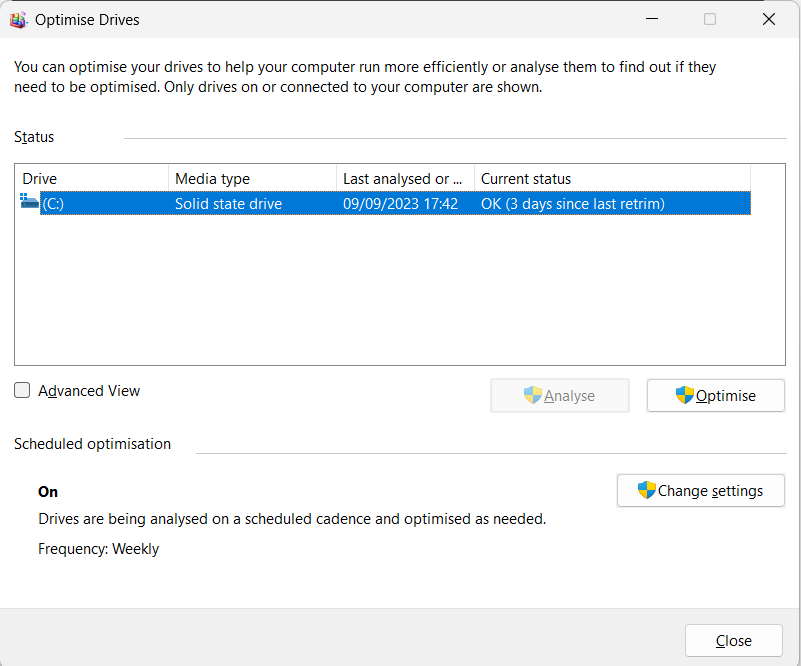 Optimise Drives
You can optimise your drives to help your computer run more efficiently or analyse them to find out if they
need to be optimised. Only drives on or connected to your computer are shown.
Status
Drive Media type Last analysed or ... Current status
(C:) Solid state drive 09/09/2023 17:42 OK (3 days since last retrim)
Advanced View
Analyse Optimise
Scheduled optimisation
On
Change settings
Drives are being analysed on a scheduled cadence and optimised as needed.
Frequency: Weekly
Close